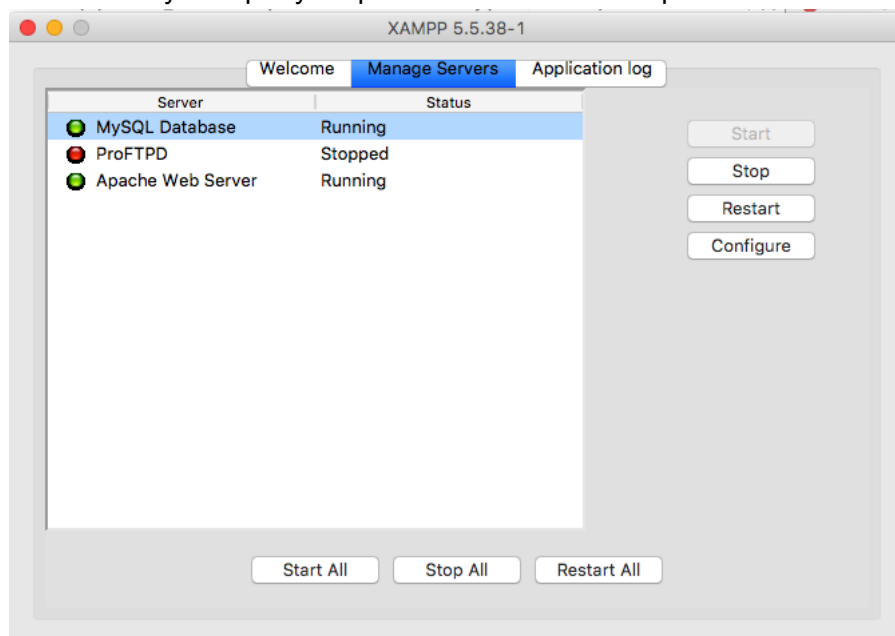 XAMPP 5.5.38-1
Welcome Manage Servers Application log
Server Status
MySQL Database Running
ProFTPD Stopped
Apache Web Server Running
Start
Stop
Restart
Configure
Start All Stop All Restart All